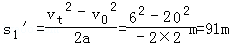 s₁′ = (vₜ² − v₀²)/(2a) = (6² − 20²)/(−2×2) m=91m